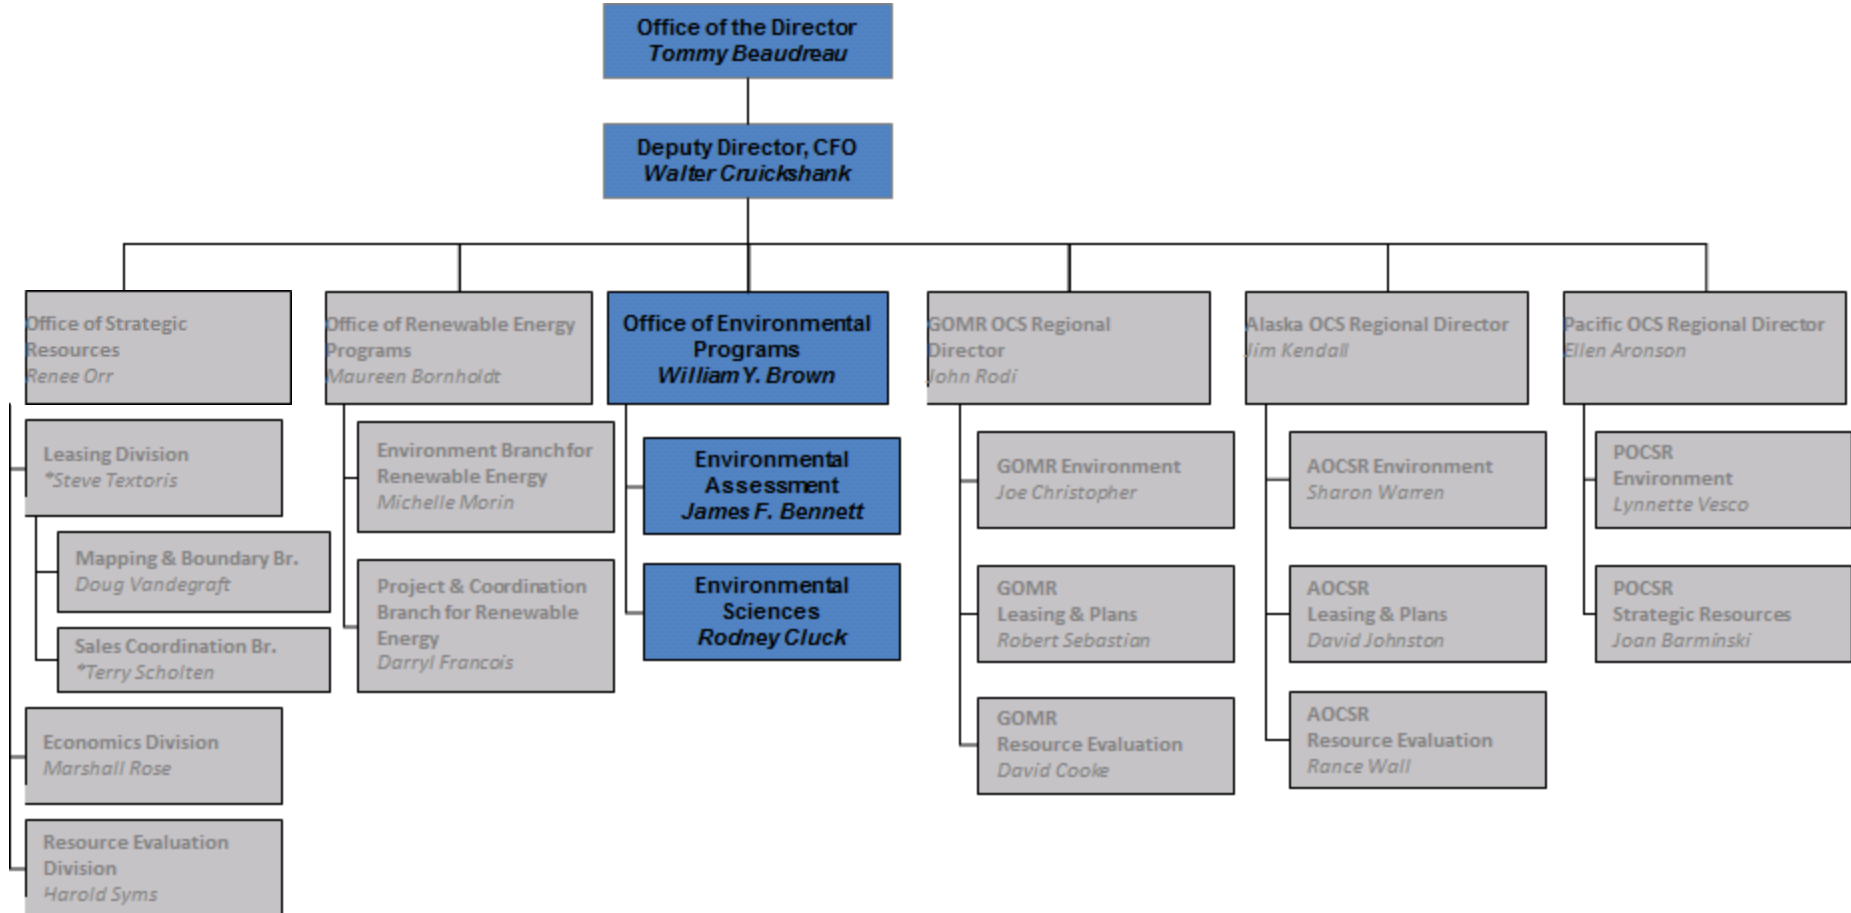 Office of the Director
Tommy Beaudreau
Deputy Director, CFO
Walter Cruickshank
Office of Strategic
Resources
Renee Orr
Leasing Division
*Steve Textoris
Mapping & Boundary Br.
Doug Vandegraft
Sales Coordination Br.
*Terry Scholten
Economics Division
Marshall Rose
Resource Evaluation
Division
Harold Syms
Office of Renewable Energy
Programs
Maureen Bornholdt
Environment Branch for
Renewable Energy
Michelle Morin
Project & Coordination
Branch for Renewable
Energy
Darryl Francois
Office of Environmental
Programs
William Y. Brown
Environmental
Assessment
James F. Bennett
Environmental
Sciences
Rodney Cluck
GOMR OCS Regional
Director
John Rodi
GOMR Environment
Joe Christopher
GOMR
Leasing & Plans
Robert Sebastian
GOMR
Resource Evaluation
David Cooke
Alaska OCS Regional Director
Jim Kendall
AOCSR Environment
Sharon Warren
AOCSR
Leasing & Plans
David Johnston
AOCSR
Resource Evaluation
Rance Wall
Pacific OCS Regional Director
Ellen Aronson
POCSR
Environment
Lynnette Vesco
POCSR
Strategic Resources
Joan Barminski